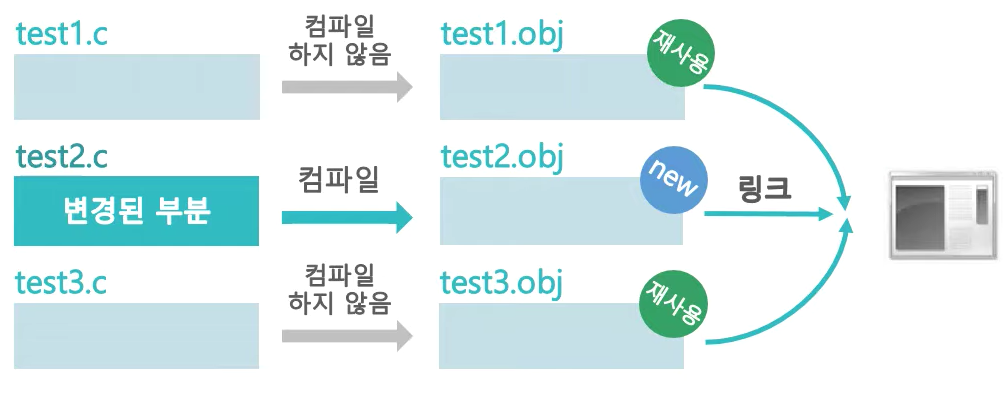 test1.c
컴파일
하지 않음
test1.obj
재사용
test2.c
변경된 부분
컴파일
test2.obj
new
링크
test3.c
컴파일
하지 않음
test3.obj
재사용